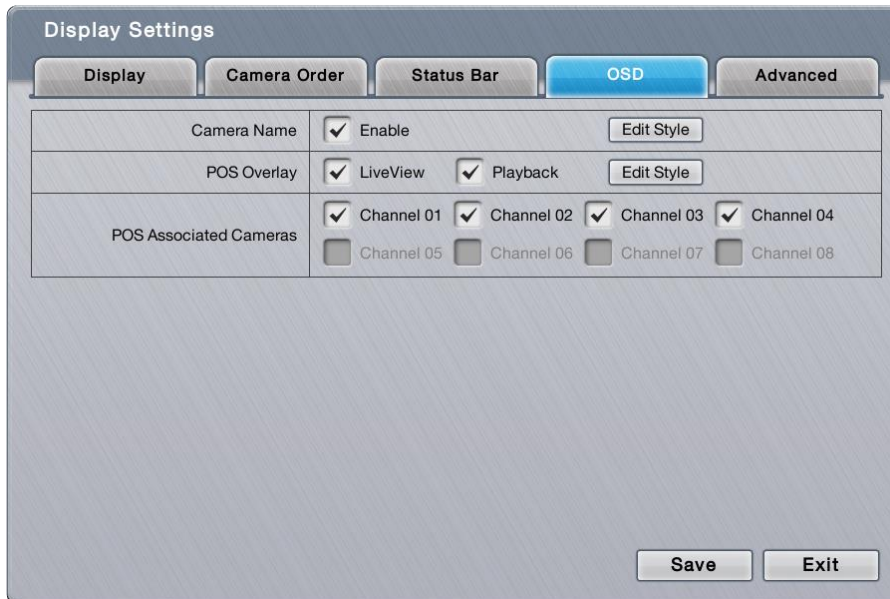 Display Settings
Display Camera Order Status Bar OSD Advanced
Camera Name Enable Edit Style
POS Overlay LiveView Playback Edit Style
POS Associated Cameras
Channel 01 Channel 02 Channel 03 Channel 04
Channel 05 Channel 06 Channel 07 Channel 08
Save Exit